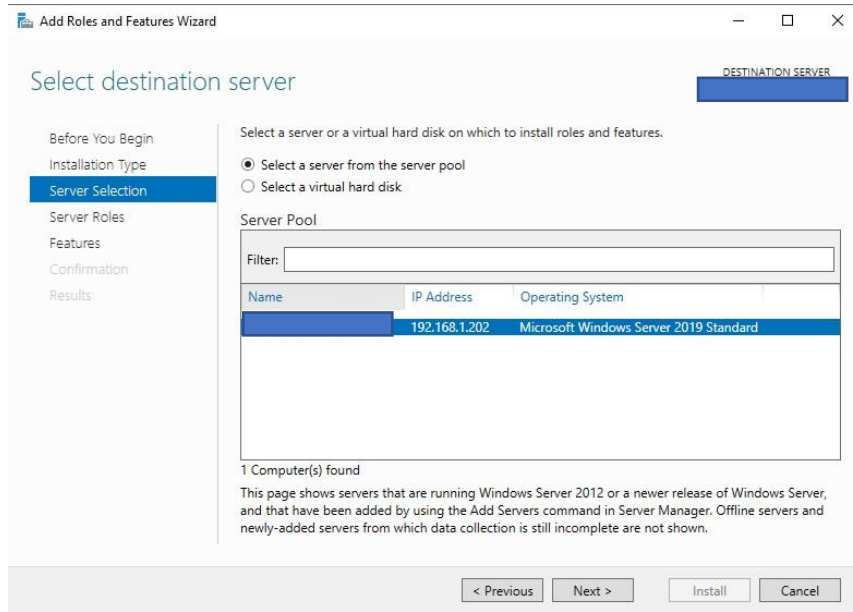 Add Roles and Features Wizard
Select destination server
DESTINATION SERVER
Before You Begin
Installation Type
Server Selection
Server Roles
Features
Confirmation
Results
Select a server or a virtual hard disk on which to install roles and features.
Select a server from the server pool
Select a virtual hard disk
Server Pool
Filter:
Name IP Address Operating System
192.168.1.202 Microsoft Windows Server 2019 Standard
1 Computer(s) found
This page shows servers that are running Windows Server 2012 or a newer release of Windows Server,
and that have been added by using the Add Servers command in Server Manager. Offline servers and
newly-added servers from which data collection is still incomplete are not shown.
< Previous Next > Install Cancel